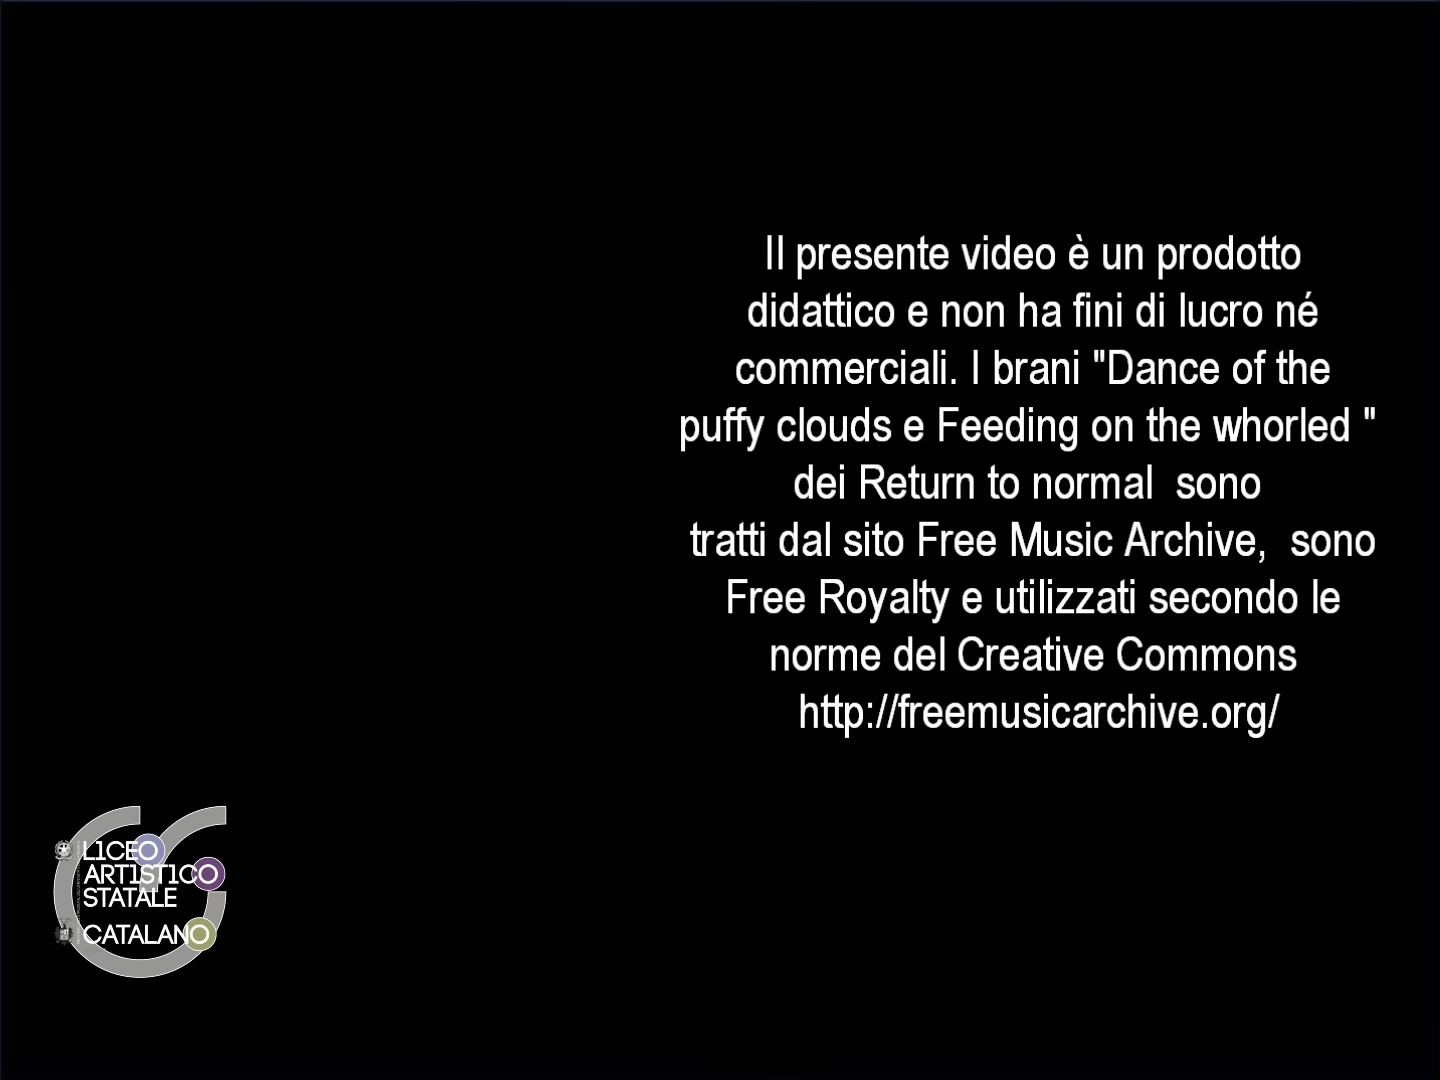 Il presente video è un prodotto
didattico e non ha fini di lucro né
commerciali. I brani "Dance of the
puffy clouds e Feeding on the whorled "
dei Return to normal  sono
tratti dal sito Free Music Archive,  sono
Free Royalty e utilizzati secondo le
norme del Creative Commons
http://freemusicarchive.org/
L1CEO
ART1ST1CO
STATALE
CATALANO